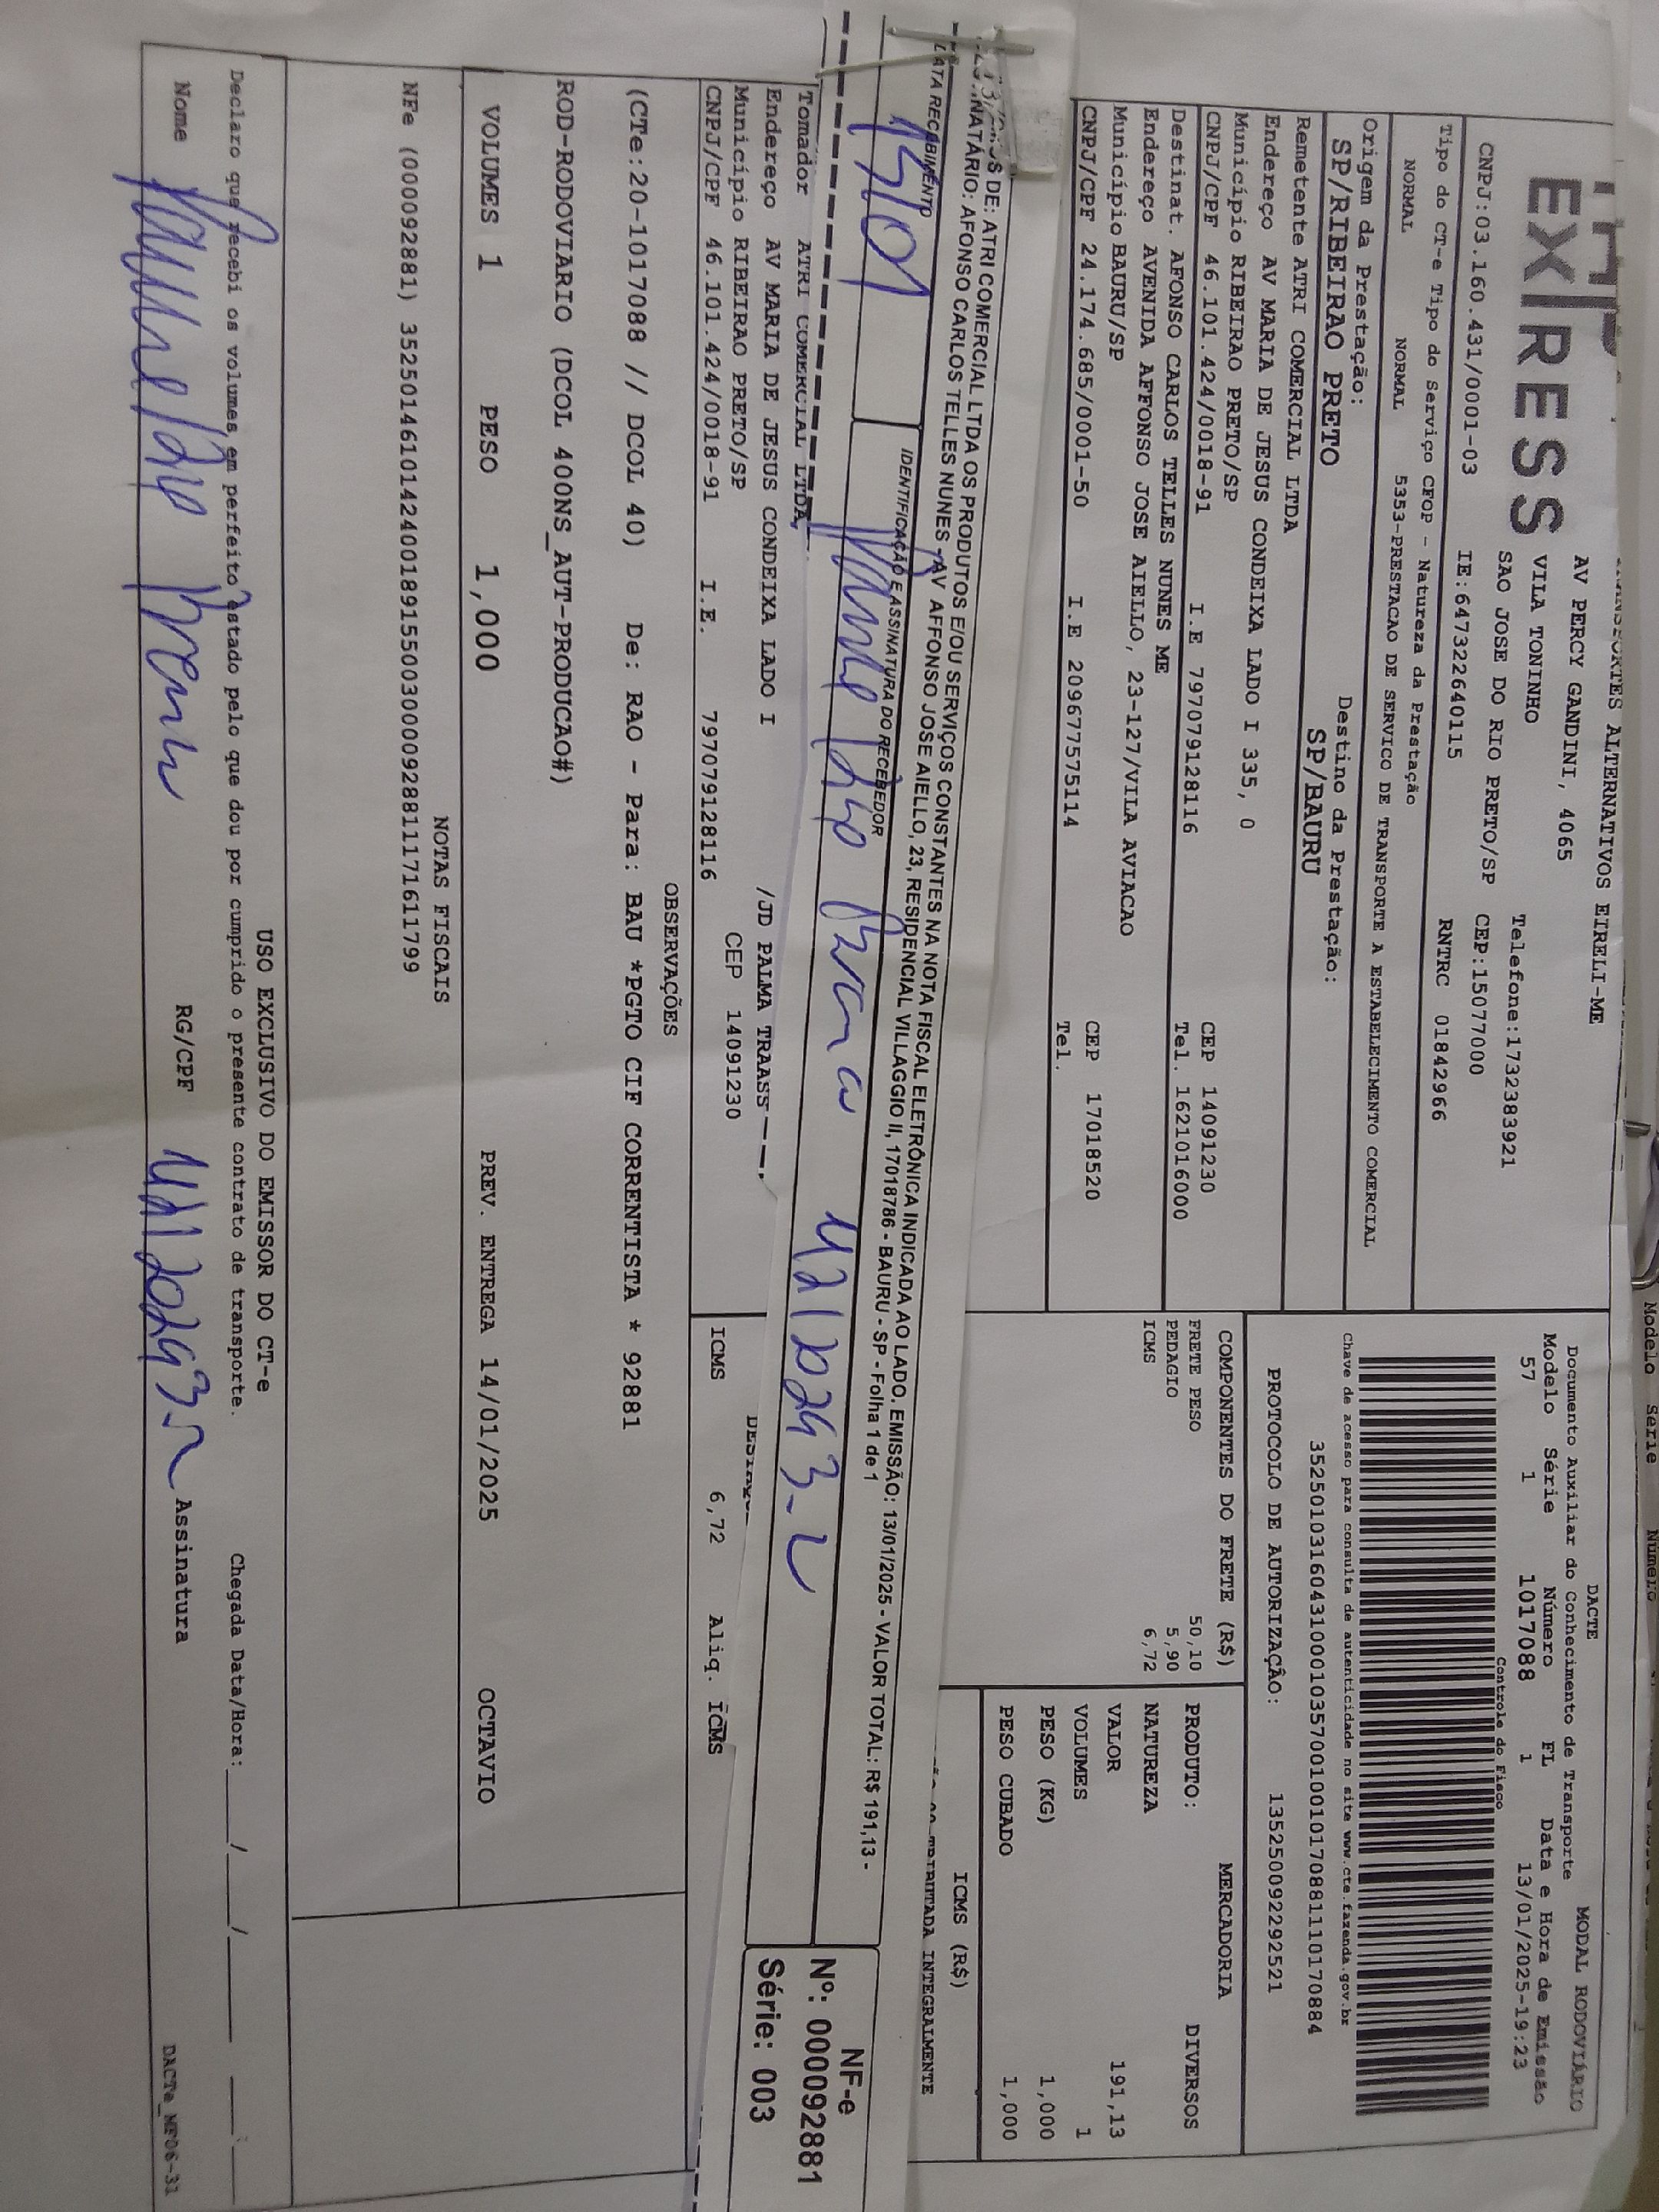 EXPRESS
TRANSPORTES ALTERNATIVOS EIRELI-ME
AV PERCY GANDINI, 4065
VILA TONINHO
Telefone:1732383921
SAO JOSE DO RIO PRETO/SP CEP:15077000
CNPJ:03.160.431/0001-03 IE:647322640115 RNTRC 01842966
Tipo do CT-e Tipo do Serviço CFOP - Natureza da Prestação
NORMAL NORMAL 5353-PRESTACAO DE SERVICO DE TRANSPORTE A ESTABELECIMENTO COMERCIAL
Origem da Prestação: Destino da Prestação:
SP/RIBEIRAO PRETO SP/BAURU
Remetente ATRI COMERCIAL LTDA
Endereço AV MARIA DE JESUS CONDEIXA LADO I 335, 0
Município RIBEIRAO PRETO/SP CEP 14091230
CNPJ/CPF 46.101.424/0018-91 I.E 797079128116 Tel. 1621016000
Destinat. AFONSO CARLOS TELLES NUNES ME
Endereço AVENIDA AFFONSO JOSE AIELLO, 23-127/VILA AVIACAO
Município BAURU/SP CEP 17018520
CNPJ/CPF 24.174.685/0001-50 I.E 209677575114 Tel.
Modelo Série Número
DACTE MODAL RODOVIÁRIO
Documento Auxiliar do Conhecimento de Transporte
Modelo Série Número FL Data e Hora de Emissão
57 1 1017088 1 13/01/2025-19:23
Controle do Fisco
Chave de acesso para consulta de autenticidade no site www.cte.fazenda.gov.br
35250103160431000103570010010170881110170884
PROTOCOLO DE AUTORIZAÇÃO: 135250092292521
COMPONENTES DO FRETE (R$)
FRETE PESO 50,10
PEDAGIO 5,90
ICMS 6,72
MERCADORIA
PRODUTO: DIVERSOS
NATUREZA
VALOR 191,13
VOLUMES 1
PESO (KG) 1,000
PESO CUBADO 1,000
ICMS (R$)
TRIBUTADA INTEGRALMENTE
DE: ATRI COMERCIAL LTDA OS PRODUTOS E/OU SERVIÇOS CONSTANTES NA NOTA FISCAL ELETRÔNICA INDICADA AO LADO. EMISSÃO: 13/01/2025 - VALOR TOTAL: R$ 191,13 -
NATÁRIO: AFONSO CARLOS TELLES NUNES - AV AFFONSO JOSE AIELLO, 23, RESIDENCIAL VILLAGGIO II, 17018786 - BAURU - SP - Folha 1 de 1
DATA RECEBIMENTO IDENTIFICAÇÃO E ASSINATURA DO RECEBEDOR
NF-e
Nº: 000092881
Série: 003
Tomador ATRI COMERCIAL LTDA
Endereço AV MARIA DE JESUS CONDEIXA LADO I /JD PALMA TRAASS
Município RIBEIRAO PRETO/SP CEP 14091230
CNPJ/CPF 46.101.424/0018-91 I.E. 797079128116
ICMS 6,72 Aliq. ICMS
OBSERVAÇÕES
(CTe:20-1017088 // DCOL 40) De: RAO - Para: BAU *PGTO CIF CORRENTISTA * 92881
ROD-RODOVIARIO (DCOL 400NS_AUT-PRODUCAO#)
VOLUMES 1 PESO 1,000 PREV. ENTREGA 14/01/2025 OCTAVIO
NOTAS FISCAIS
NFe (000092881) 35250146101424001891550030000928811171611799
USO EXCLUSIVO DO EMISSOR DO CT-e
Declaro que recebi os volumes em perfeito estado pelo que dou por cumprido o presente contrato de transporte. Chegada Data/Hora:___/___/____ ___:___
Nome RG/CPF Assinatura
DACTe_MF06-31